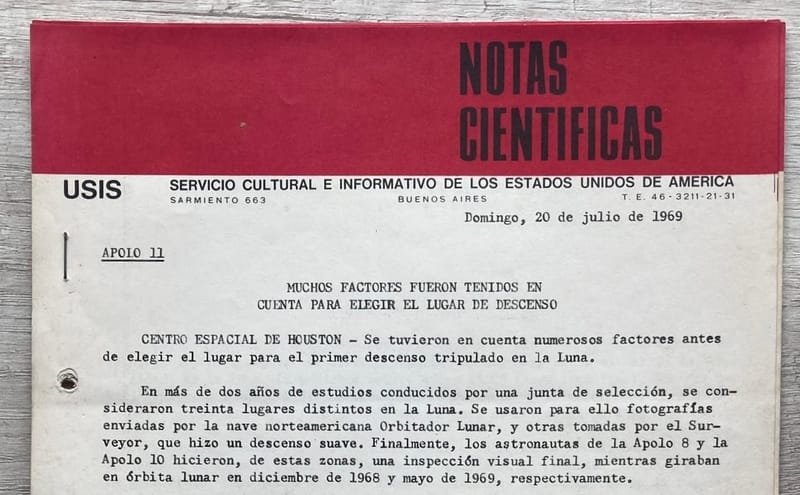 NOTAS
CIENTIFICAS
USIS SERVICIO CULTURAL E INFORMATIVO DE LOS ESTADOS UNIDOS DE AMERICA
SARMIENTO 663 BUENOS AIRES T. E. 46-3211-21-31
Domingo, 20 de julio de 1969
APOLO 11
MUCHOS FACTORES FUERON TENIDOS EN
CUENTA PARA ELEGIR EL LUGAR DE DESCENSO
CENTRO ESPACIAL DE HOUSTON - Se tuvieron en cuenta numerosos factores antes
de elegir el lugar para el primer descenso tripulado en la Luna.
En más de dos años de estudios conducidos por una junta de selección, se con-
sideraron treinta lugares distintos en la Luna. Se usaron para ello fotografías
enviadas por la nave norteamericana Orbitador Lunar, y otras tomadas por el Sur-
veyor, que hizo un descenso suave. Finalmente, los astronautas de la Apolo 8 y la
Apolo 10 hicieron, de estas zonas, una inspección visual final, mientras giraban
en órbita lunar en diciembre de 1968 y mayo de 1969, respectivamente.